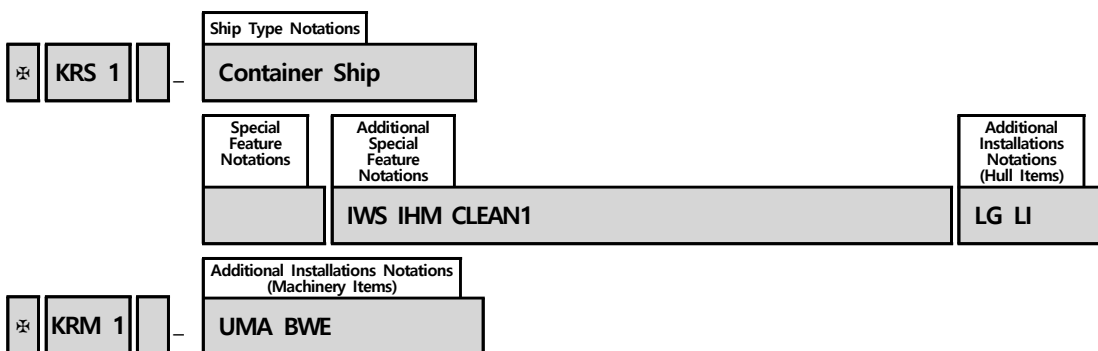 Ship Type Notations
✠ KRS 1 _ Container Ship
Special
Feature
Notations
Additional
Special
Feature
Notations
Additional
Installations
Notations
(Hull Items)
IWS IHM CLEAN1 LG LI
Additional Installations Notations
(Machinery Items)
✠ KRM 1 _ UMA BWE